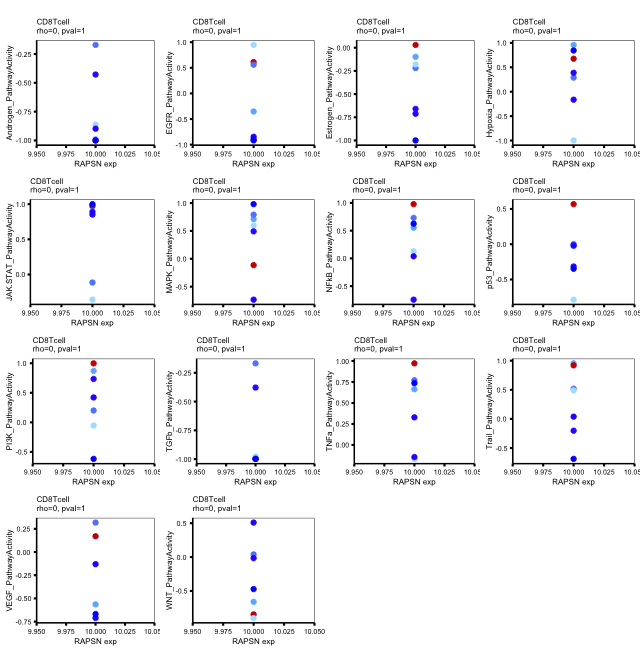 CD8Tcell
rho=0, pval=1
Androgen_PathwayActivity
-0.25
-0.50
-0.75
-1.00
9.950 9.975 10.000 10.025 10.05
RAPSN exp
CD8Tcell
rho=0, pval=1
EGFR_PathwayActivity
1.0
0.5
0.0
-0.5
-1.0
9.950 9.975 10.000 10.025 10.05
RAPSN exp
CD8Tcell
rho=0, pval=1
Estrogen_PathwayActivity
0.00
-0.25
-0.50
-0.75
-1.00
9.950 9.975 10.000 10.025 10.05
RAPSN exp
CD8Tcell
rho=0, pval=1
Hypoxia_PathwayActivity
1.0
0.5
0.0
-0.5
-1.0
9.950 9.975 10.000 10.025 10.05
RAPSN exp
CD8Tcell
rho=0, pval=1
JAK.STAT_PathwayActivity
1.0
0.5
0.0
9.950 9.975 10.000 10.025 10.05
RAPSN exp
CD8Tcell
rho=0, pval=1
MAPK_PathwayActivity
1.0
0.5
0.0
-0.5
9.950 9.975 10.000 10.025 10.05
RAPSN exp
CD8Tcell
rho=0, pval=1
NFkB_PathwayActivity
1.0
0.5
0.0
-0.5
9.950 9.975 10.000 10.025 10.05
RAPSN exp
CD8Tcell
rho=0, pval=1
p53_PathwayActivity
0.5
0.0
-0.5
9.950 9.975 10.000 10.025 10.05
RAPSN exp
CD8Tcell
rho=0, pval=1
PI3K_PathwayActivity
1.0
0.5
0.0
-0.5
9.950 9.975 10.000 10.025 10.05
RAPSN exp
CD8Tcell
rho=0, pval=1
TGFb_PathwayActivity
-0.25
-0.50
-0.75
-1.00
9.950 9.975 10.000 10.025 10.05
RAPSN exp
CD8Tcell
rho=0, pval=1
TNFa_PathwayActivity
1.00
0.75
0.50
0.25
0.00
9.950 9.975 10.000 10.025 10.05
RAPSN exp
CD8Tcell
rho=0, pval=1
Trail_PathwayActivity
1.0
0.5
0.0
-0.5
9.950 9.975 10.000 10.025 10.05
RAPSN exp
CD8Tcell
rho=0, pval=1
VEGF_PathwayActivity
0.25
0.00
-0.25
-0.50
-0.75
9.950 9.975 10.000 10.025 10.05
RAPSN exp
CD8Tcell
rho=0, pval=1
WNT_PathwayActivity
0.5
0.0
-0.5
9.950 9.975 10.000 10.025 10.050
RAPSN exp